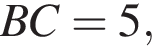 BC = 5,